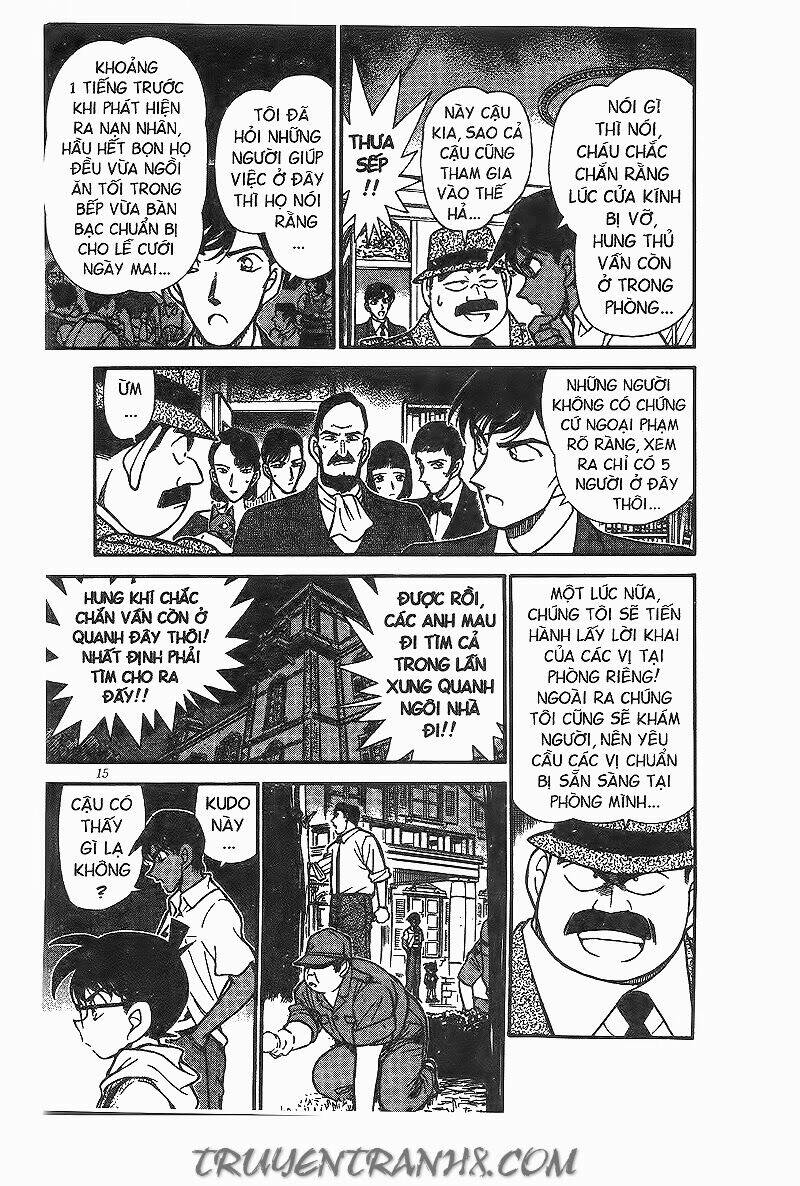 NÓI GÌ
THÌ NÓI,
CHÁU CHẮC
CHẮN RẰNG
LÚC CỬA KÍNH
BỊ VỠ,
HUNG THỦ
VẪN CÒN
Ở TRONG
PHÒNG...
NÀY CẬU
KIA, SAO CẢ
CẬU CŨNG
THAM GIA
VÀO THẾ
HẢ...
THƯA
SẾP
!!
TÔI ĐÃ
HỎI NHỮNG
NGƯỜI GIÚP
VIỆC Ở ĐÂY
THÌ HỌ NÓI
RẰNG
...
KHOẢNG
1 TIẾNG TRƯỚC
KHI PHÁT HIỆN
RA NẠN NHÂN,
HẦU HẾT BỌN HỌ
ĐỀU VỪA NGỒI
ĂN TỐI TRONG
BẾP VỪA BÀN
BẠC CHUẨN BỊ
CHO LỄ CƯỚI
NGÀY MAI...
NHỮNG NGƯỜI
KHÔNG CÓ CHỨNG
CỨ NGOẠI PHẠM
RÕ RÀNG, XEM
RA CHỈ CÓ 5
NGƯỜI Ở ĐÂY
THÔI...
ỪM
...
MỘT LÚC NỮA,
CHÚNG TÔI SẼ TIẾN
HÀNH LẤY LỜI KHAI
CỦA CÁC VỊ TẠI
PHÒNG RIÊNG!
NGOÀI RA CHÚNG
TÔI CŨNG SẼ KHÁM
NGƯỜI, NÊN YÊU
CẦU CÁC VỊ CHUẨN
BỊ SẴN SÀNG TẠI
PHÒNG MÌNH...
ĐƯỢC RỒI,
CÁC ANH MAU
ĐI TÌM CẢ
TRONG LẪN
XUNG QUANH
NGÔI NHÀ
ĐI!!
HUNG KHÍ CHẮC
CHẮN VẪN CÒN Ở
QUANH ĐÂY THÔI!
NHẤT ĐỊNH PHẢI
TÌM CHO RA
ĐẤY!!
15
KUDO
NÀY
...
CẬU CÓ
THẤY
GÌ LẠ
KHÔNG
?
TRUYENTRANH8.COM